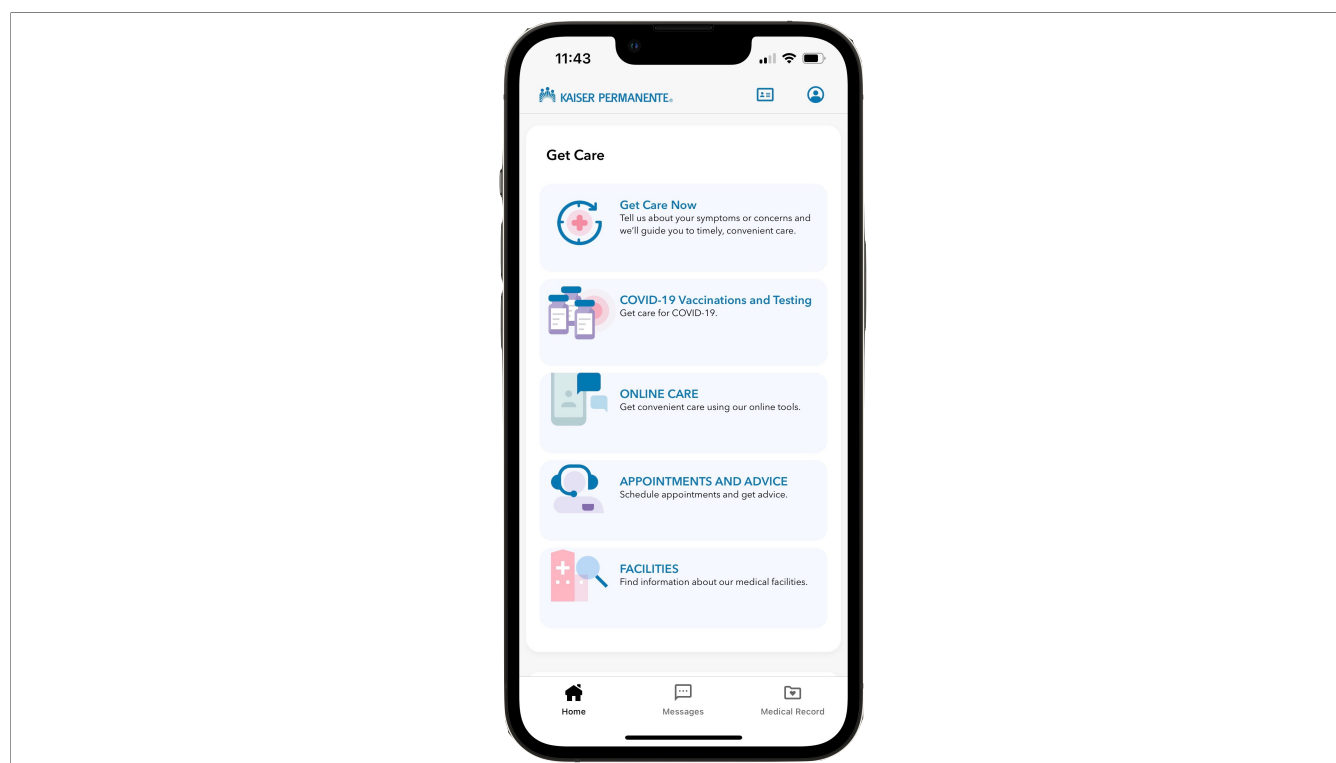 11:43
KAISER PERMANENTE®
Get Care
Get Care Now
Tell us about your symptoms or concerns and
we'll guide you to timely, convenient care.
COVID-19 Vaccinations and Testing
Get care for COVID-19.
ONLINE CARE
Get convenient care using our online tools.
APPOINTMENTS AND ADVICE
Schedule appointments and get advice.
FACILITIES
Find information about our medical facilities.
Home
Messages
Medical Record